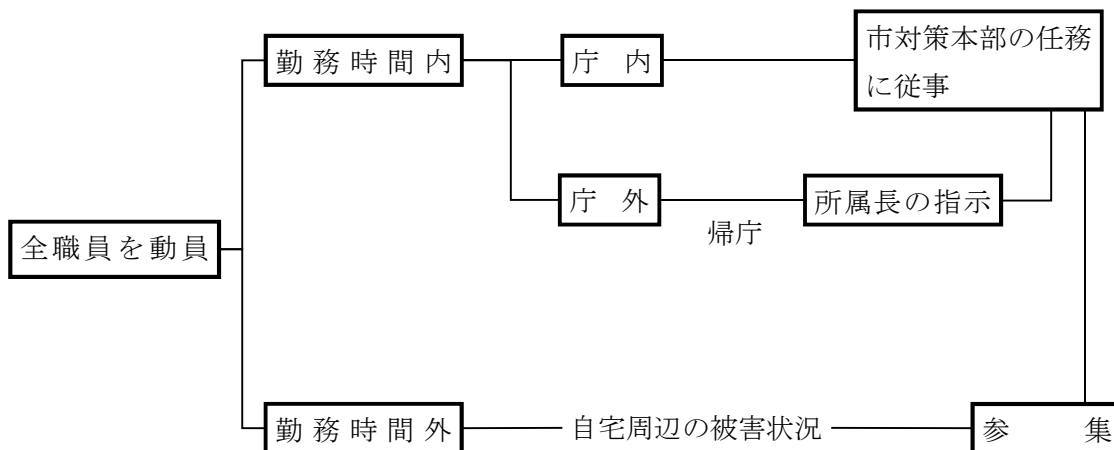 市対策本部の任務
に従事
勤務時間内
庁内
庁外
所属長の指示
帰庁
全職員を動員
勤務時間外
自宅周辺の被害状況
参集